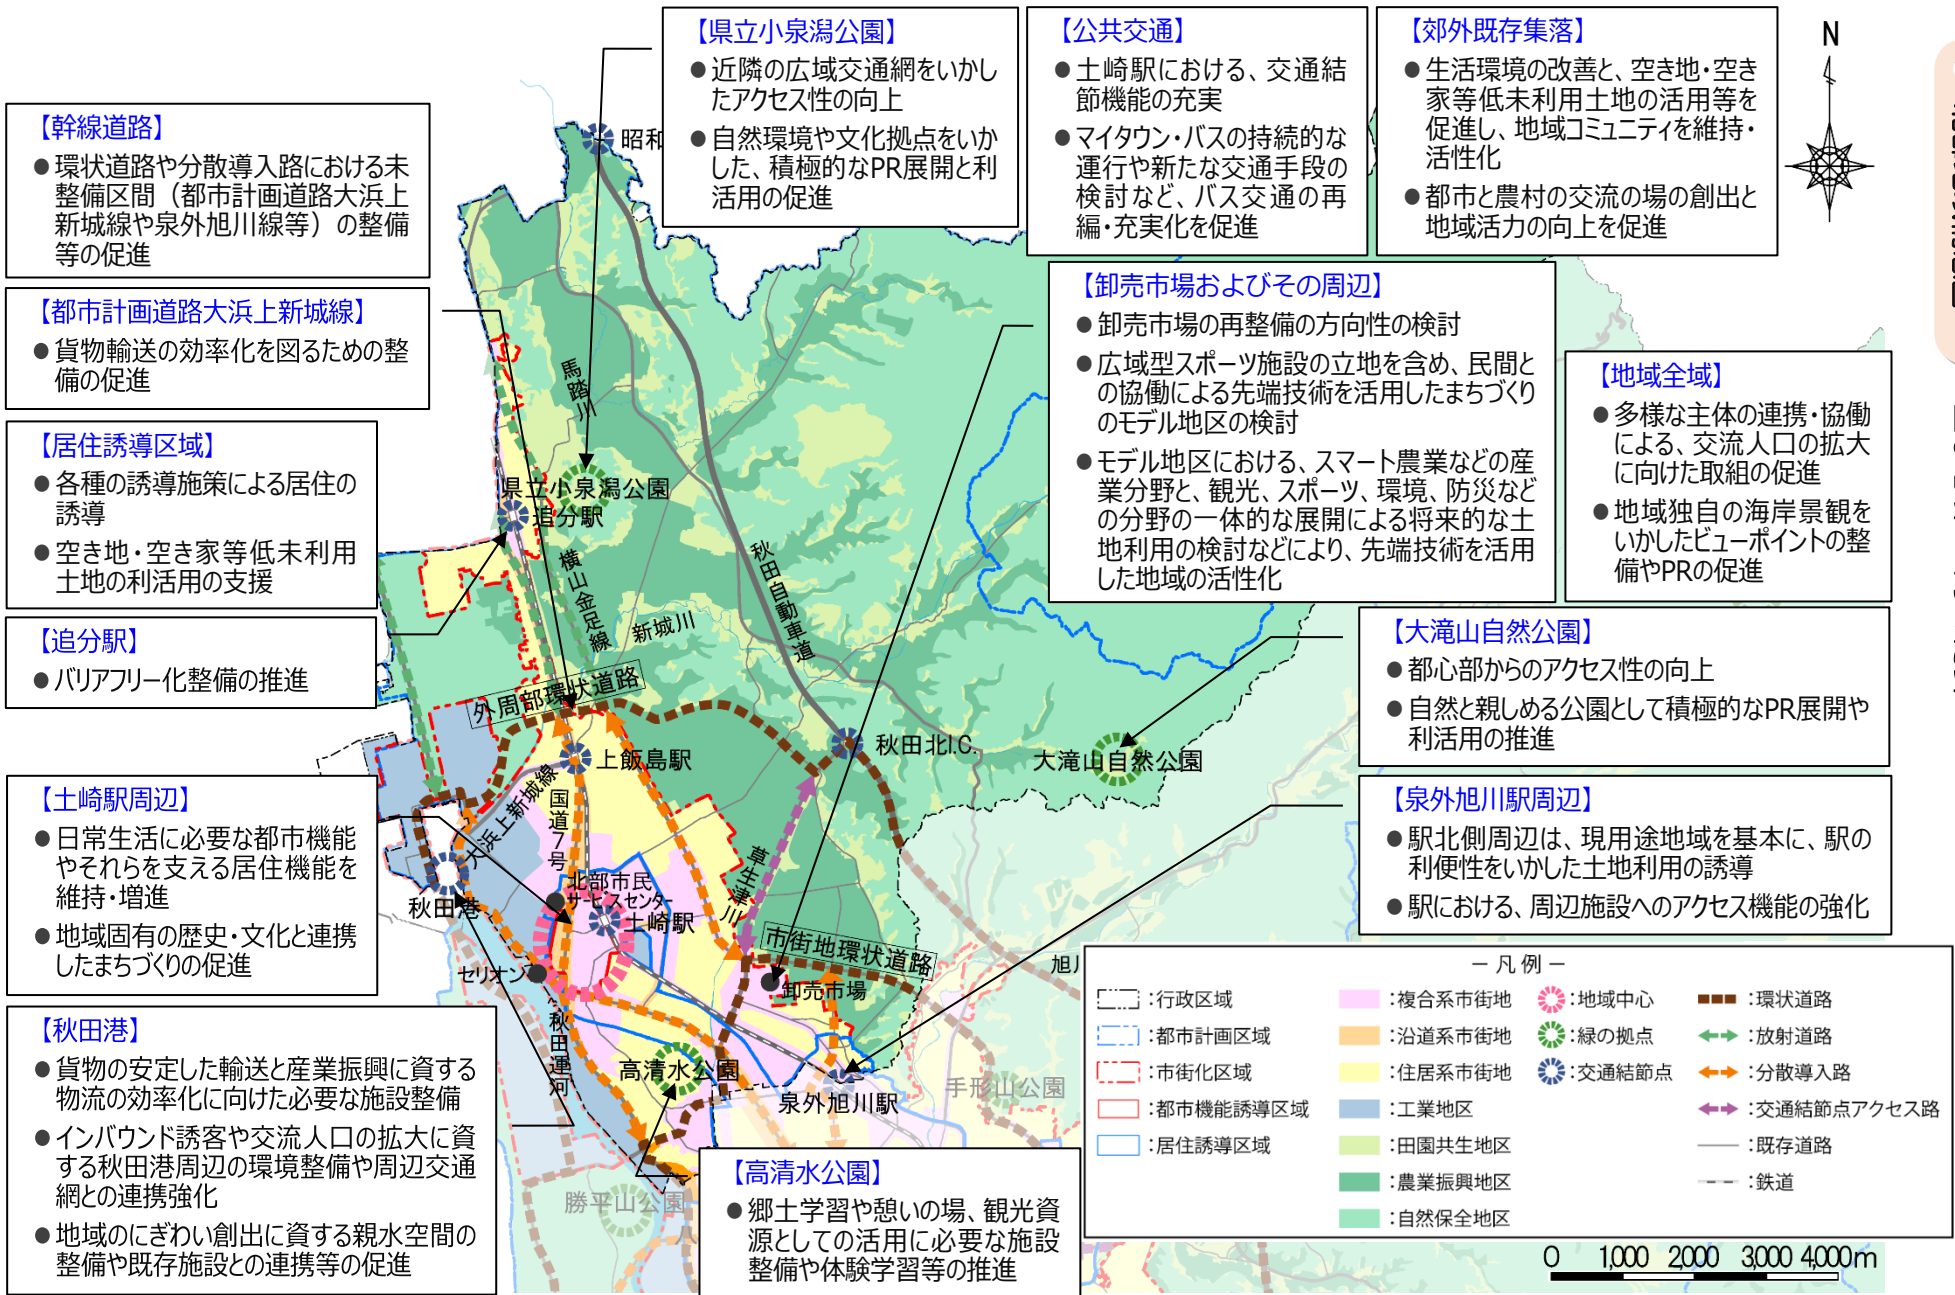 【県立小泉潟公園】
●近隣の広域交通網をいかし
たアクセス性の向上
●自然環境や文化拠点をいか
した、積極的なPR展開と利
活用の促進
【公共交通】
●土崎駅における、交通結
節機能の充実
●マイタウン・バスの持続的な
運行や新たな交通手段の
検討など、バス交通の再
編・充実化を促進
【郊外既存集落】
●生活環境の改善と、空き地・空き
家等低未利用土地の活用等を
促進し、地域コミュニティを維持・
活性化
●都市と農村の交流の場の創出と
地域活力の向上を促進
N
【幹線道路】
●環状道路や分散導入路における未
整備区間（都市計画道路大浜上
新城線や泉外旭川線等）の整備
等の促進
【都市計画道路大浜上新城線】
●貨物輸送の効率化を図るための整
備の促進
【居住誘導区域】
●各種の誘導施策による居住の
誘導
●空き地・空き家等低未利用
土地の利活用の支援
【追分駅】
●バリアフリー化整備の推進
【土崎駅周辺】
●日常生活に必要な都市機能
やそれらを支える居住機能を
維持・増進
●地域固有の歴史・文化と連携
したまちづくりの促進
【秋田港】
●貨物の安定した輸送と産業振興に資する
物流の効率化に向けた必要な施設整備
●インバウンド誘客や交流人口の拡大に資
する秋田港周辺の環境整備や周辺交通
網との連携強化
●地域のにぎわい創出に資する親水空間の
整備や既存施設との連携等の促進
【卸売市場およびその周辺】
●卸売市場の再整備の方向性の検討
●広域型スポーツ施設の立地を含め、民間と
の協働による先端技術を活用したまちづくり
のモデル地区の検討
●モデル地区における、スマート農業などの産
業分野と、観光、スポーツ、環境、防災など
の分野の一体的な展開による将来的な土
地利用の検討などにより、先端技術を活用
した地域の活性化
【地域全域】
●多様な主体の連携・協働
による、交流人口の拡大
に向けた取組の促進
●地域独自の海岸景観を
いかしたビューポイントの整
備やPRの促進
【大滝山自然公園】
●都心部からのアクセス性の向上
●自然と親しめる公園として積極的なPR展開や
利活用の推進
【泉外旭川駅周辺】
●駅北側周辺は、現用途地域を基本に、駅の
利便性をいかした土地利用の誘導
●駅における、周辺施設へのアクセス機能の強化
【高清水公園】
●郷土学習や憩いの場、観光資
源としての活用に必要な施設
整備や体験学習等の推進
昭和
馬踏川
県立小泉潟公園
追分駅
横山金足線
新城川
秋田自動車道
外周部環状道路
上飯島駅
秋田北I.C.
大滝山自然公園
大浜上新城線
国道7号
草生津川
北部市民
サービスセンター
秋田港
土崎駅
市街地環状道路
セリオン
卸売市場
旭川
秋田運河
高清水公園
泉外旭川駅
手形山公園
勝平山公園
－凡例－
：行政区域
：都市計画区域
：市街化区域
：都市機能誘導区域
：居住誘導区域
：複合系市街地
：沿道系市街地
：住居系市街地
：工業地区
：田園共生地区
：農業振興地区
：自然保全地区
：地域中心
：緑の拠点
：交通結節点
：環状道路
：放射道路
：分散導入路
：交通結節点アクセス路
：既存道路
：鉄道
0 1,000 2,000 3,000 4,000m